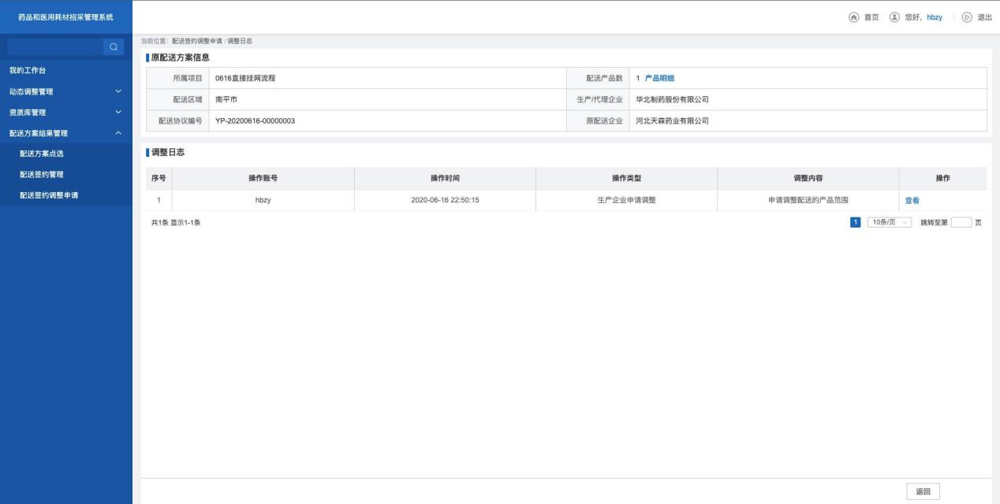 药品和医用耗材招采管理系统
首页 您好, hbzy 退出
我的工作台
动态调整管理
资质库管理
配送方案结果管理
配送方案点选
配送签约管理
配送签约调整申请
当前位置: 配送签约调整申请 / 调整日志
原配送方案信息
所属项目 0616直接挂网流程 配送产品数 1 产品明细
配送区域 南平市 生产/代理企业 华北制药股份有限公司
配送协议编号 YP-20200616-00000003 原配送企业 河北天森药业有限公司
调整日志
序号 操作账号 操作时间 操作类型 调整内容 操作
1 hbzy 2020-06-16 22:50:15 生产企业申请调整 申请调整配送的产品范围 查看
共1条 显示1-1条 1 10条/页 跳转至第 页
返回